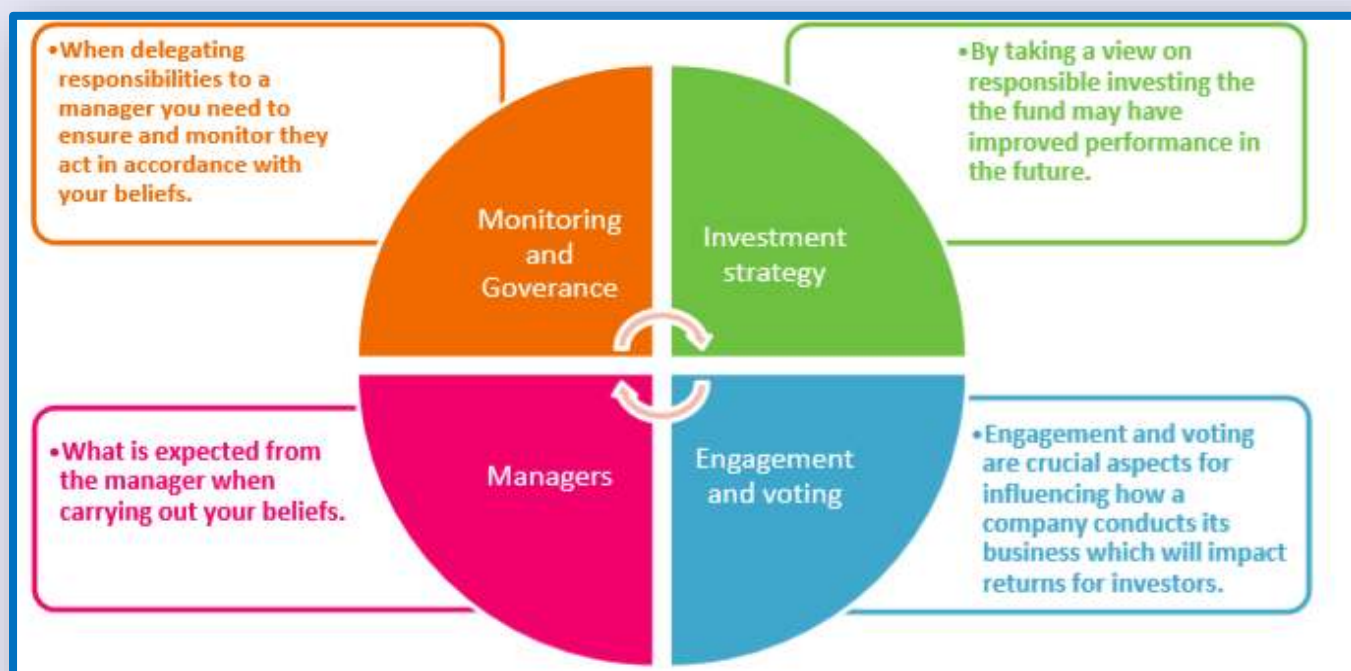 •When delegating
responsibilities to a
manager you need to
ensure and monitor they
act in accordance with
your beliefs.
•By taking a view on
responsible investing the
the fund may have
improved performance in
the future.
Monitoring
and
Goverance
Investment
strategy
Managers
Engagement
and voting
•What is expected from
the manager when
carrying out your beliefs.
•Engagement and voting
are crucial aspects for
influencing how a
company conducts its
business which will impact
returns for investors.